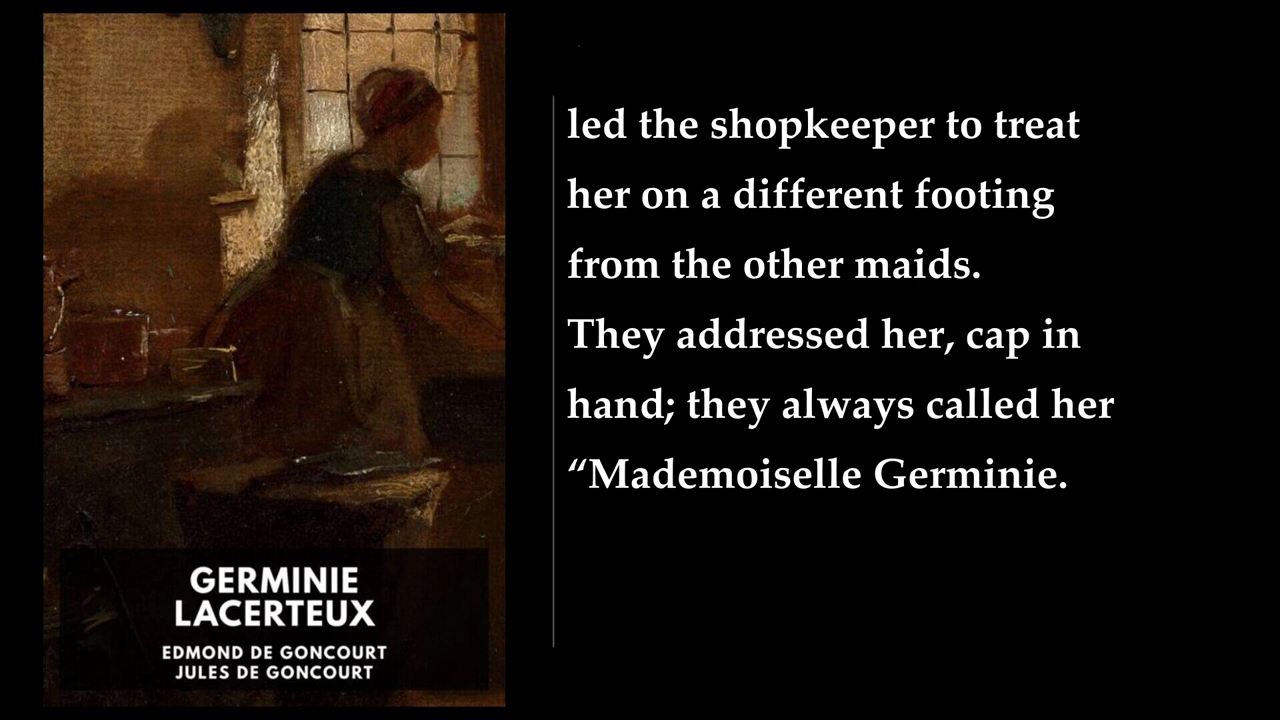 led the shopkeeper to treat
her on a different footing
from the other maids.
They addressed her, cap in
hand; they always called her
“Mademoiselle Germinie.
GERMINIE
LACERTEUX
EDMOND DE GONCOURT
JULES DE GONCOURT